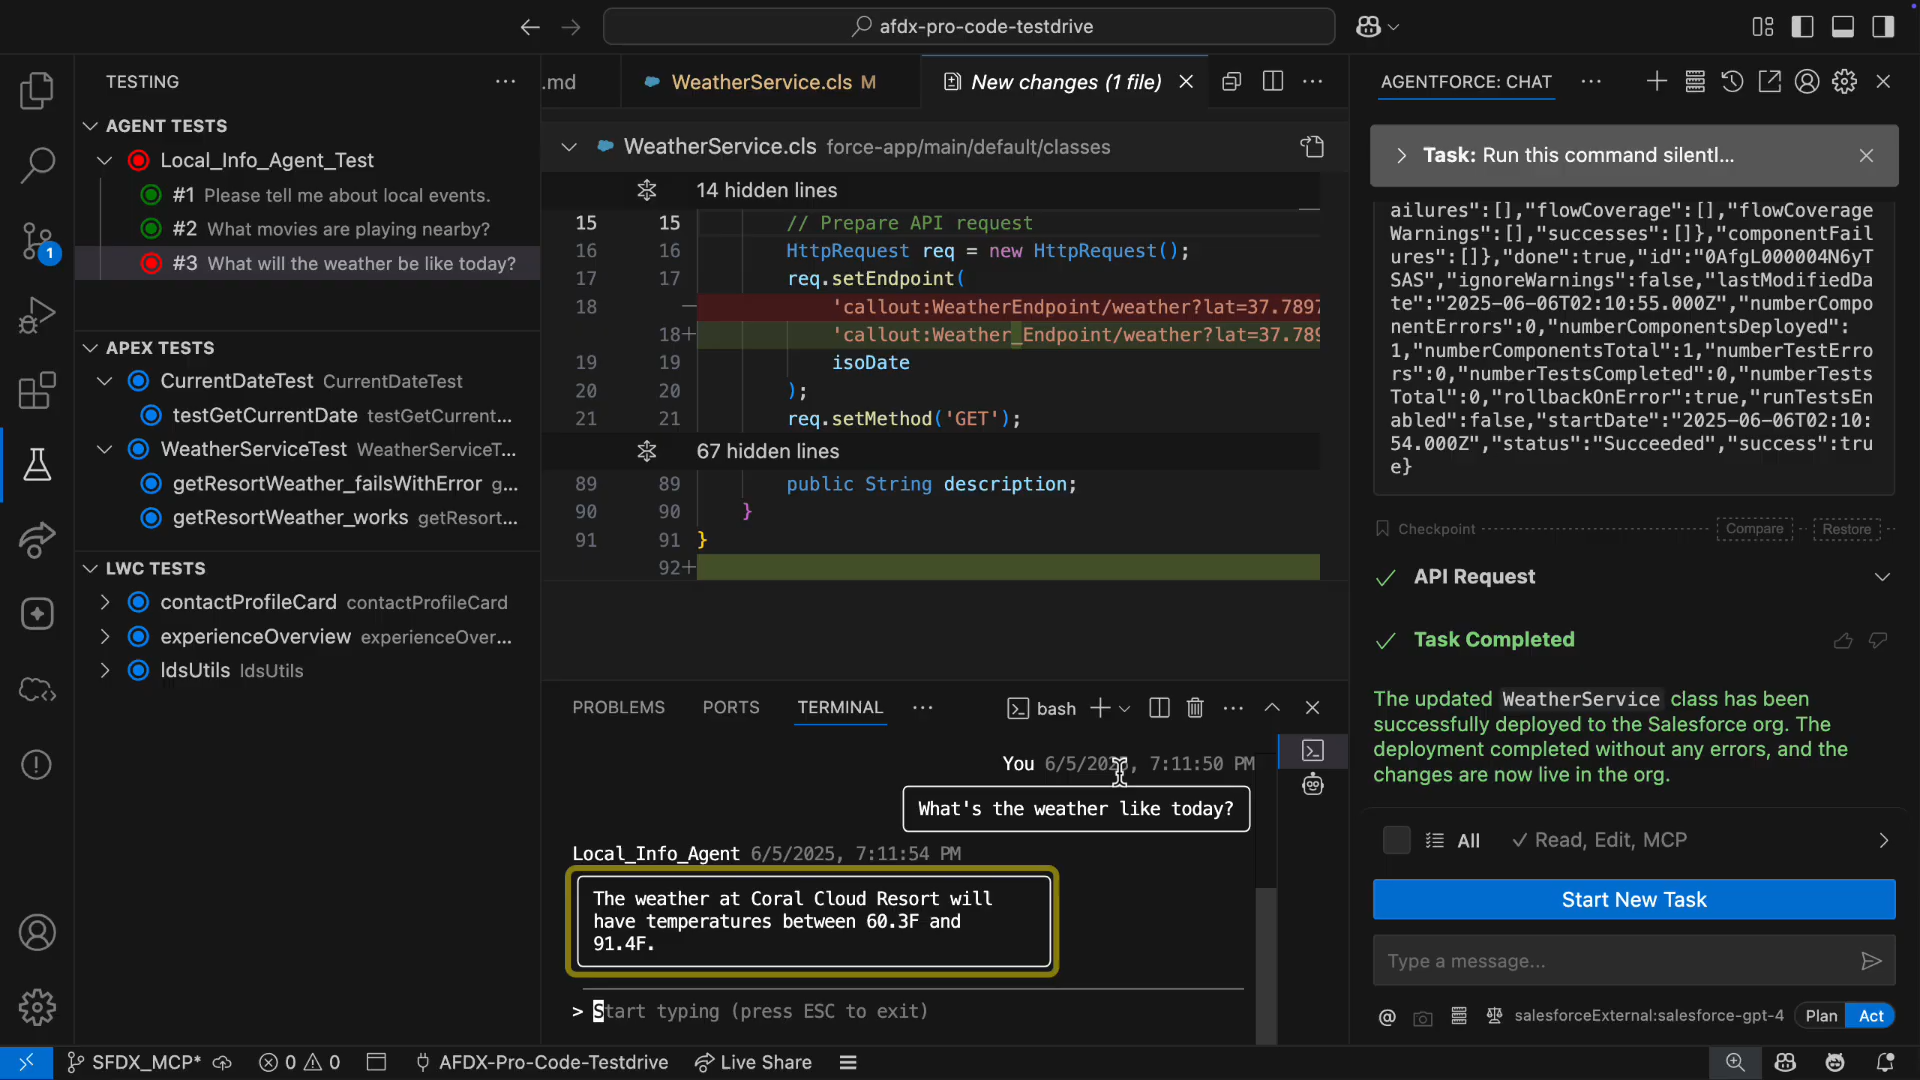 afdx-pro-code-testdrive
TESTING
AGENT TESTS
Local_Info_Agent_Test
#1 Please tell me about local events.
#2 What movies are playing nearby?
#3 What will the weather be like today?
APEX TESTS
CurrentDateTest CurrentDateTest
testGetCurrentDate testGetCurrent...
WeatherServiceTest WeatherServiceT...
getResortWeather_failsWithError g...
getResortWeather_works getResort...
LWC TESTS
contactProfileCard contactProfileCard
experienceOverview experienceOver...
ldsUtils ldsUtils
.md
WeatherService.cls M
New changes (1 file)
WeatherService.cls force-app/main/default/classes
14 hidden lines
15 15 // Prepare API request
16 16 HttpRequest req = new HttpRequest();
17 17 req.setEndpoint(
18 — 'callout:WeatherEndpoint/weather?lat=37.7897
18+ 'callout:Weather_Endpoint/weather?lat=37.789
19 19 isoDate
20 20 );
21 21 req.setMethod('GET');
67 hidden lines
89 89 public String description;
90 90 }
91 91 }
92+
PROBLEMS PORTS TERMINAL
bash
You 6/5/2025, 7:11:50 PM
What's the weather like today?
Local_Info_Agent 6/5/2025, 7:11:54 PM
The weather at Coral Cloud Resort will
have temperatures between 60.3F and
91.4F.
> Start typing (press ESC to exit)
AGENTFORCE: CHAT
Task: Run this command silentl...
ailures":[],"flowCoverage":[],"flowCoverage
Warnings":[],"successes":[]},"componentFail
ures":[]},"done":true,"id":"0AfgL000004N6yT
SAS","ignoreWarnings":false,"lastModifiedDa
te":"2025-06-06T02:10:55.000Z","numberCompo
nentErrors":0,"numberComponentsDeployed":
1,"numberComponentsTotal":1,"numberTestErro
rs":0,"numberTestsCompleted":0,"numberTests
Total":0,"rollbackOnError":true,"runTestsEn
abled":false,"startDate":"2025-06-06T02:10:
54.000Z","status":"Succeeded","success":tru
e}
Checkpoint Compare Restore
API Request
Task Completed
The updated WeatherService class has been
successfully deployed to the Salesforce org. The
deployment completed without any errors, and the
changes are now live in the org.
All ✓ Read, Edit, MCP
Start New Task
Type a message...
@ salesforceExternal:salesforce-gpt-4 Plan Act
1
SFDX_MCP* 0 0 AFDX-Pro-Code-Testdrive Live Share